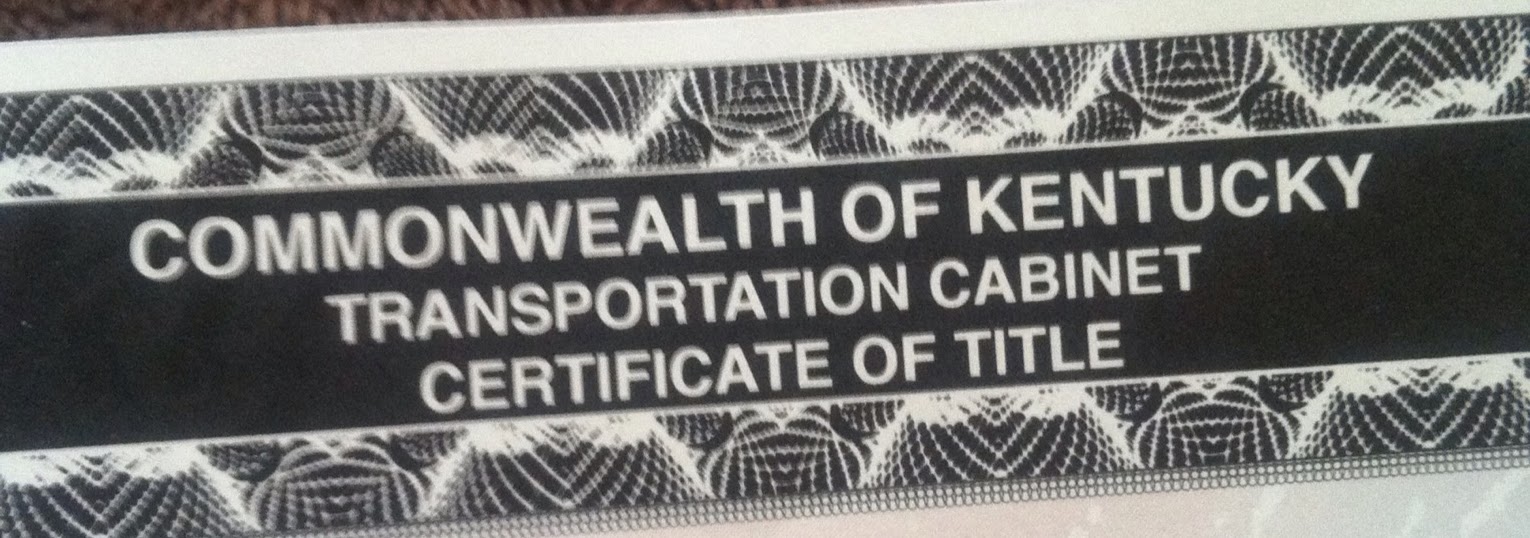 COMMONWEALTH OF KENTUCKY
TRANSPORTATION CABINET
CERTIFICATE OF TITLE